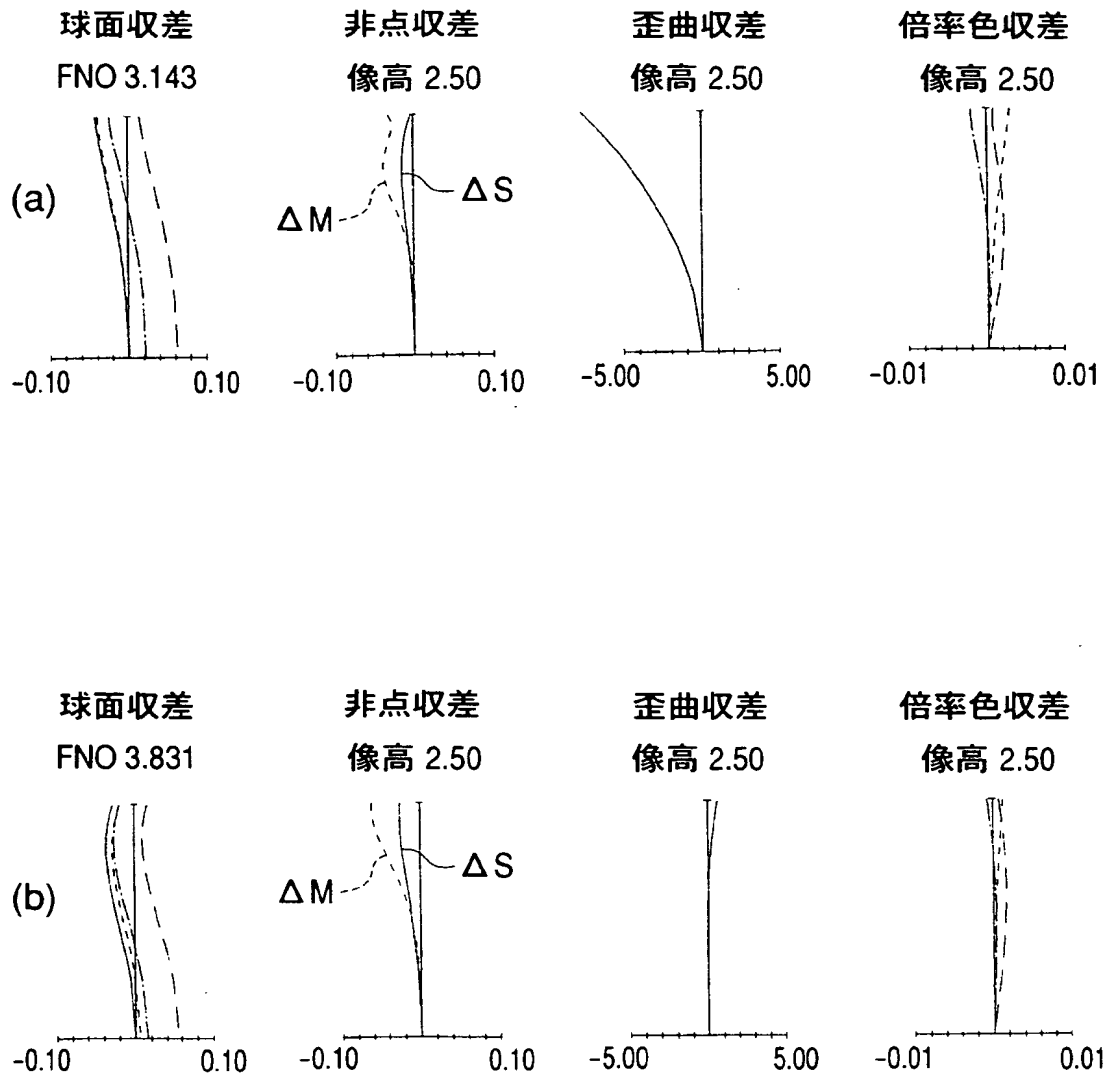 球面収差 非点収差 歪曲収差 倍率色収差
FNO 3.143 像高 2.50 像高 2.50 像高 2.50
(a)
ΔS
ΔM
-0.10 0.10 -0.10 0.10 -5.00 5.00 -0.01 0.01
球面収差 非点収差 歪曲収差 倍率色収差
FNO 3.831 像高 2.50 像高 2.50 像高 2.50
(b)
ΔS
ΔM
-0.10 0.10 -0.10 0.10 -5.00 5.00 -0.01 0.01